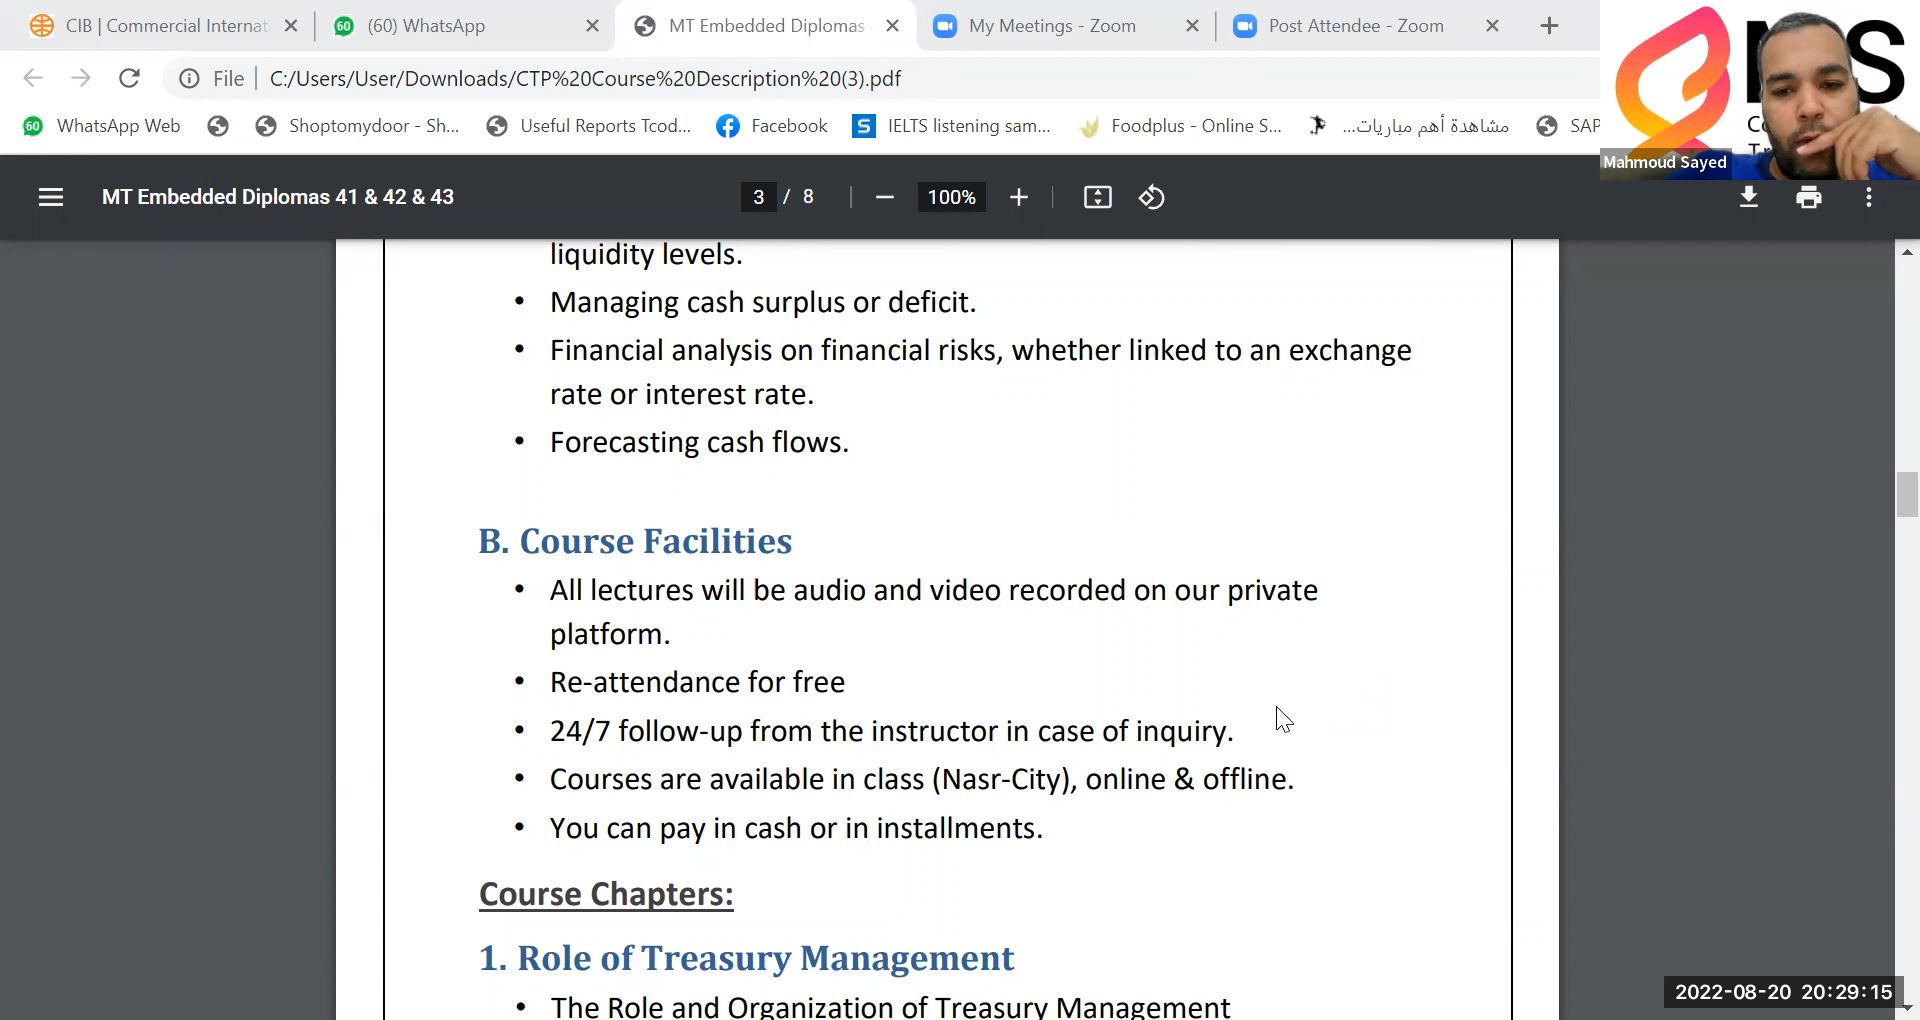 CIB | Commercial Internat
(60) WhatsApp
MT Embedded Diplomas
My Meetings - Zoom
Post Attendee - Zoom
File
C:/Users/User/Downloads/CTP%20Course%20Description%20(3).pdf
60
WhatsApp Web
Shoptomydoor - Sh...
Useful Reports Tcod...
Facebook
S
IELTS listening sam...
Foodplus - Online S...
مشاهدة أهم مباريات...
SAP
S
Mahmoud Sayed
MT Embedded Diplomas 41 & 42 & 43
3 / 8
100%
liquidity levels.
• Managing cash surplus or deficit.
• Financial analysis on financial risks, whether linked to an exchange
rate or interest rate.
• Forecasting cash flows.
B. Course Facilities
• All lectures will be audio and video recorded on our private
platform.
• Re-attendance for free
• 24/7 follow-up from the instructor in case of inquiry.
• Courses are available in class (Nasr-City), online & offline.
• You can pay in cash or in installments.
Course Chapters:
1. Role of Treasury Management
• The Role and Organization of Treasury Management
2022-08-20 20:29:15